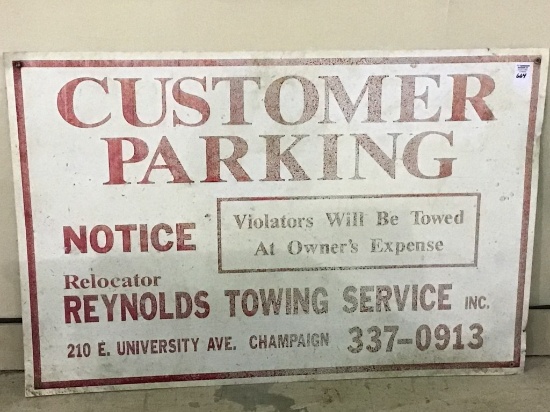 CUSTOMER
664
PARKING
NOTICE
Violators Will Be Towed
At Owner's Expense
Relocator
REYNOLDS TOWING SERVICE INC.
210 E. UNIVERSITY AVE. CHAMPAIGN 337-0913